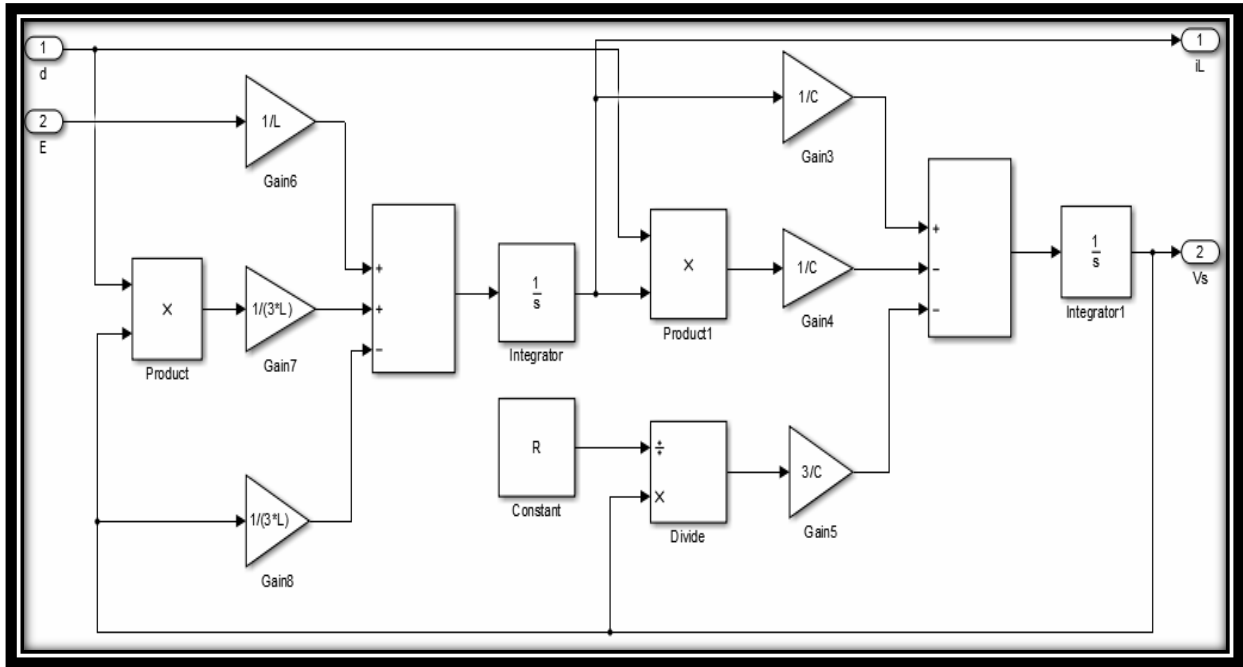 1
d
2
E
1/L
Gain6
X
Product
1/(3*L)
Gain7
1/(3*L)
Gain8
+
+
−
1
s
Integrator
X
Product1
R
Constant
÷
X
Divide
1/C
Gain3
1/C
Gain4
3/C
Gain5
+
−
−
1
s
Integrator1
1
iL
2
Vs